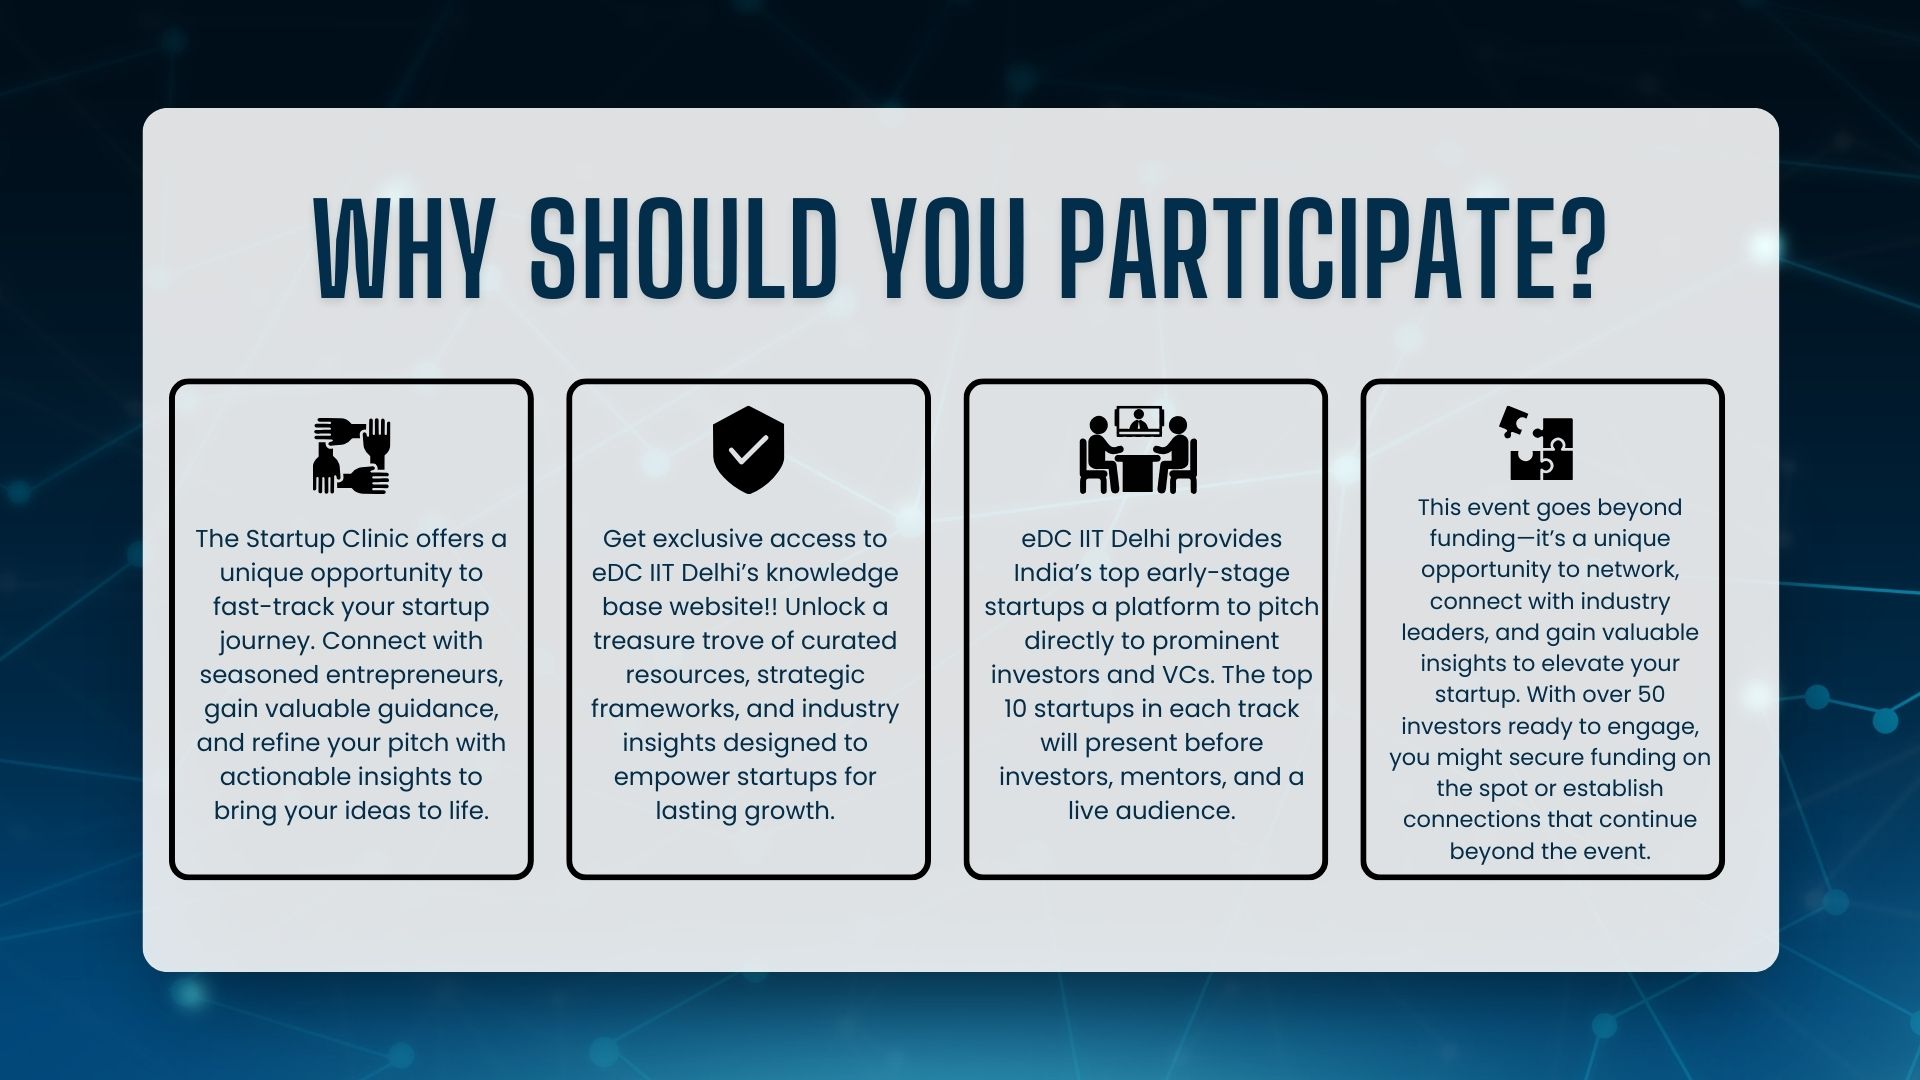 WHY SHOULD YOU PARTICIPATE?
The Startup Clinic offers a
unique opportunity to
fast-track your startup
journey. Connect with
seasoned entrepreneurs,
gain valuable guidance,
and refine your pitch with
actionable insights to
bring your ideas to life.
Get exclusive access to
eDC IIT Delhi’s knowledge
base website!! Unlock a
treasure trove of curated
resources, strategic
frameworks, and industry
insights designed to
empower startups for
lasting growth.
eDC IIT Delhi provides
India’s top early-stage
startups a platform to pitch
directly to prominent
investors and VCs. The top
10 startups in each track
will present before
investors, mentors, and a
live audience.
This event goes beyond
funding—it’s a unique
opportunity to network,
connect with industry
leaders, and gain valuable
insights to elevate your
startup. With over 50
investors ready to engage,
you might secure funding on
the spot or establish
connections that continue
beyond the event.